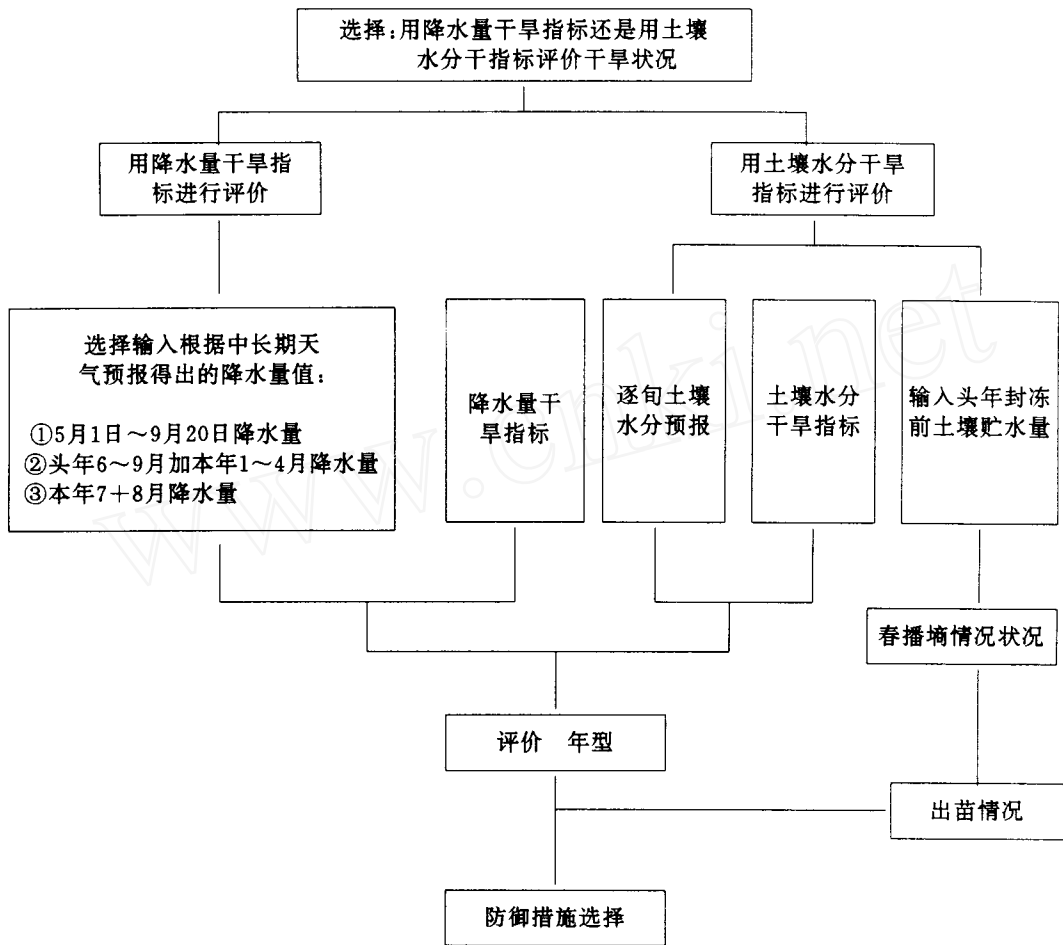 选择:用降水量干旱指标还是用土壤
水分干指标评价干旱状况
用降水量干旱指
标进行评价
用土壤水分干旱
指标进行评价
选择输入根据中长期天
气预报得出的降水量值:
①5月1日～9月20日降水量
②头年6～9月加本年1～4月降水量
③本年7+8月降水量
降水量干
旱指标
逐旬土壤
水分预报
土壤水分
干旱指标
输入头年封冻
前土壤贮水量
春播墒情况状况
评价 年型
出苗情况
防御措施选择
www.cnki.net